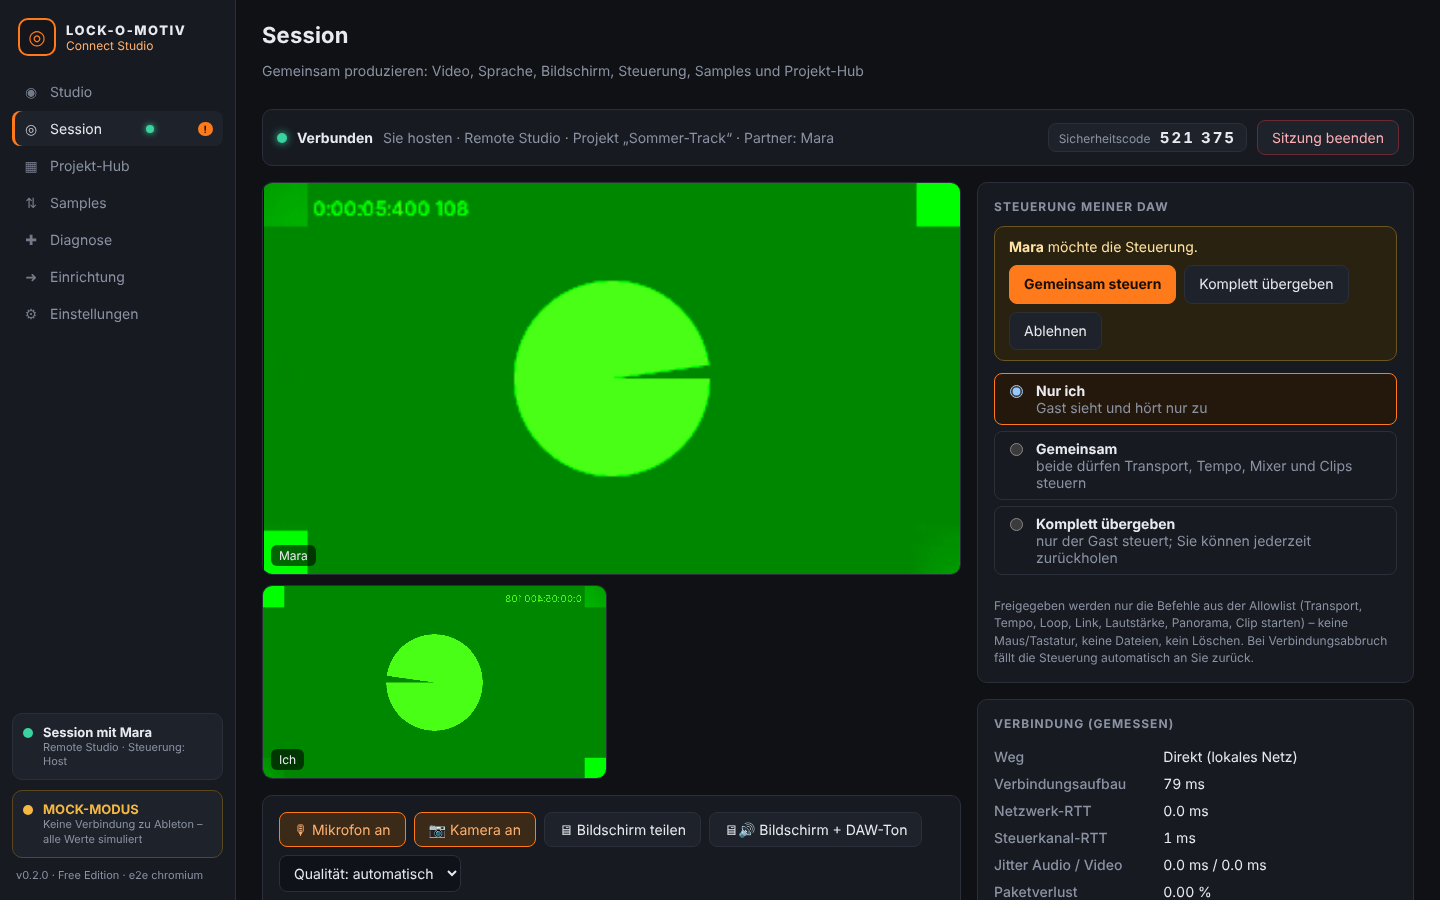 LOCK-O-MOTIV
Connect Studio
Studio
Session
!
Projekt-Hub
Samples
Diagnose
Einrichtung
Einstellungen
Session mit Mara
Remote Studio · Steuerung:
Host
MOCK-MODUS
Keine Verbindung zu Ableton –
alle Werte simuliert
v0.2.0 · Free Edition · e2e chromium
Session
Gemeinsam produzieren: Video, Sprache, Bildschirm, Steuerung, Samples und Projekt-Hub
Verbunden Sie hosten · Remote Studio · Projekt „Sommer-Track“ · Partner: Mara
Sicherheitscode 521 375
Sitzung beenden
0:00:05:400 108
Mara
0:00:05:400 108
Ich
Mikrofon an
Kamera an
Bildschirm teilen
Bildschirm + DAW-Ton
Qualität: automatisch
STEUERUNG MEINER DAW
Mara möchte die Steuerung.
Gemeinsam steuern
Komplett übergeben
Ablehnen
Nur ich
Gast sieht und hört nur zu
Gemeinsam
beide dürfen Transport, Tempo, Mixer und Clips
steuern
Komplett übergeben
nur der Gast steuert; Sie können jederzeit
zurückholen
Freigegeben werden nur die Befehle aus der Allowlist (Transport,
Tempo, Loop, Link, Lautstärke, Panorama, Clip starten) – keine
Maus/Tastatur, keine Dateien, kein Löschen. Bei Verbindungsabbruch
fällt die Steuerung automatisch an Sie zurück.
VERBINDUNG (GEMESSEN)
Weg Direkt (lokales Netz)
Verbindungsaufbau 79 ms
Netzwerk-RTT 0.0 ms
Steuerkanal-RTT 1 ms
Jitter Audio / Video 0.0 ms / 0.0 ms
Paketverlust 0.00 %